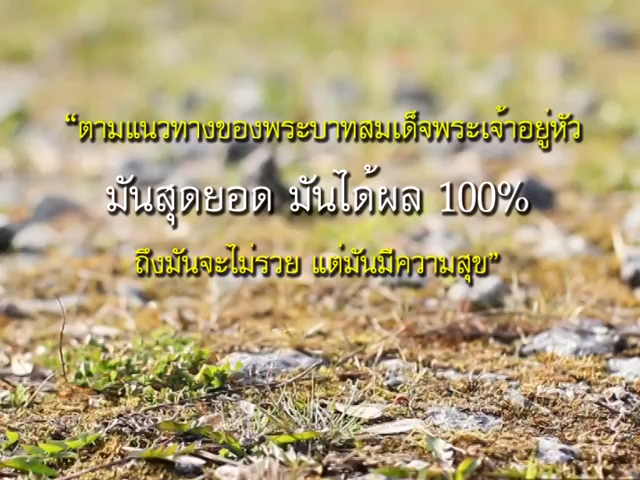 “ตามแนวทางของพระบาทสมเด็จพระเจ้าอยู่หัว
มันสุดยอด มันได้ผล 100%
ถึงมันจะไม่รวย แต่มันมีความสุข”